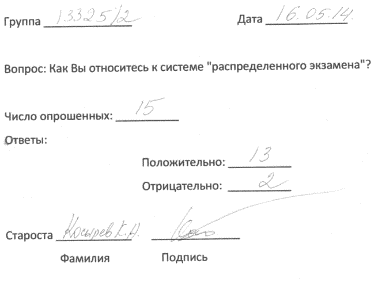 Группа 13325/2 Дата 16.05.14.
Вопрос: Как Вы относитесь к системе "распределенного экзамена"?
Число опрошенных: 15
Ответы:
Положительно: 13
Отрицательно: 2
Староста Косырев К.А.
Фамилия Подпись